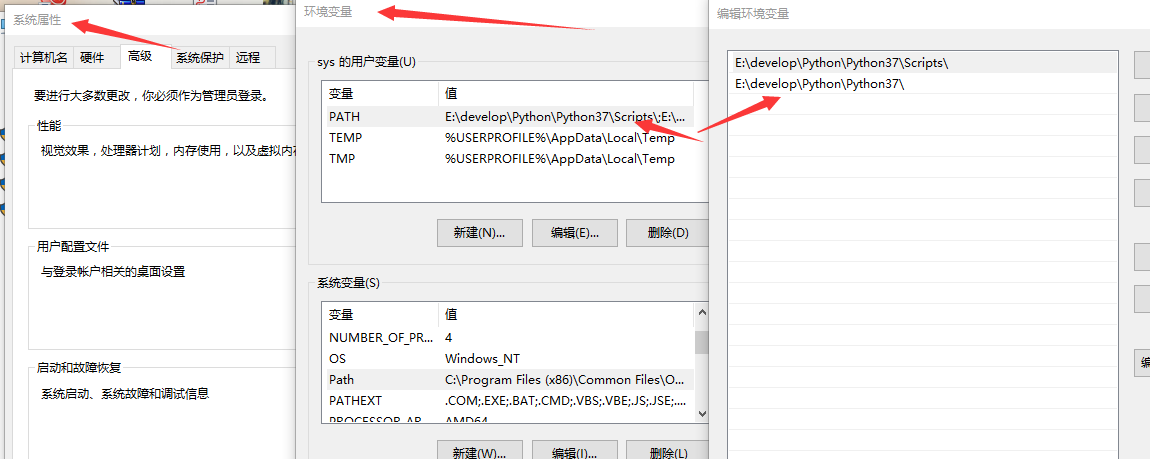 系统属性
计算机名 硬件 高级 系统保护 远程
要进行大多数更改，你必须作为管理员登录。
性能
视觉效果，处理器计划，内存使用，以及虚拟内存
用户配置文件
与登录帐户相关的桌面设置
启动和故障恢复
系统启动、系统故障和调试信息
环境变量
sys 的用户变量(U)
变量 值
PATH E:\develop\Python\Python37\Scripts\;E:\...
TEMP %USERPROFILE%\AppData\Local\Temp
TMP %USERPROFILE%\AppData\Local\Temp
新建(N)... 编辑(E)... 删除(D)
系统变量(S)
变量 值
NUMBER_OF_PR... 4
OS Windows_NT
Path C:\Program Files (x86)\Common Files\O...
PATHEXT .COM;.EXE;.BAT;.CMD;.VBS;.VBE;.JS;.JSE;....
PROCESSOR_AR... AMD64
新建(W)... 编辑(I)... 删除(L)
编辑环境变量
E:\develop\Python\Python37\Scripts\
E:\develop\Python\Python37\
编